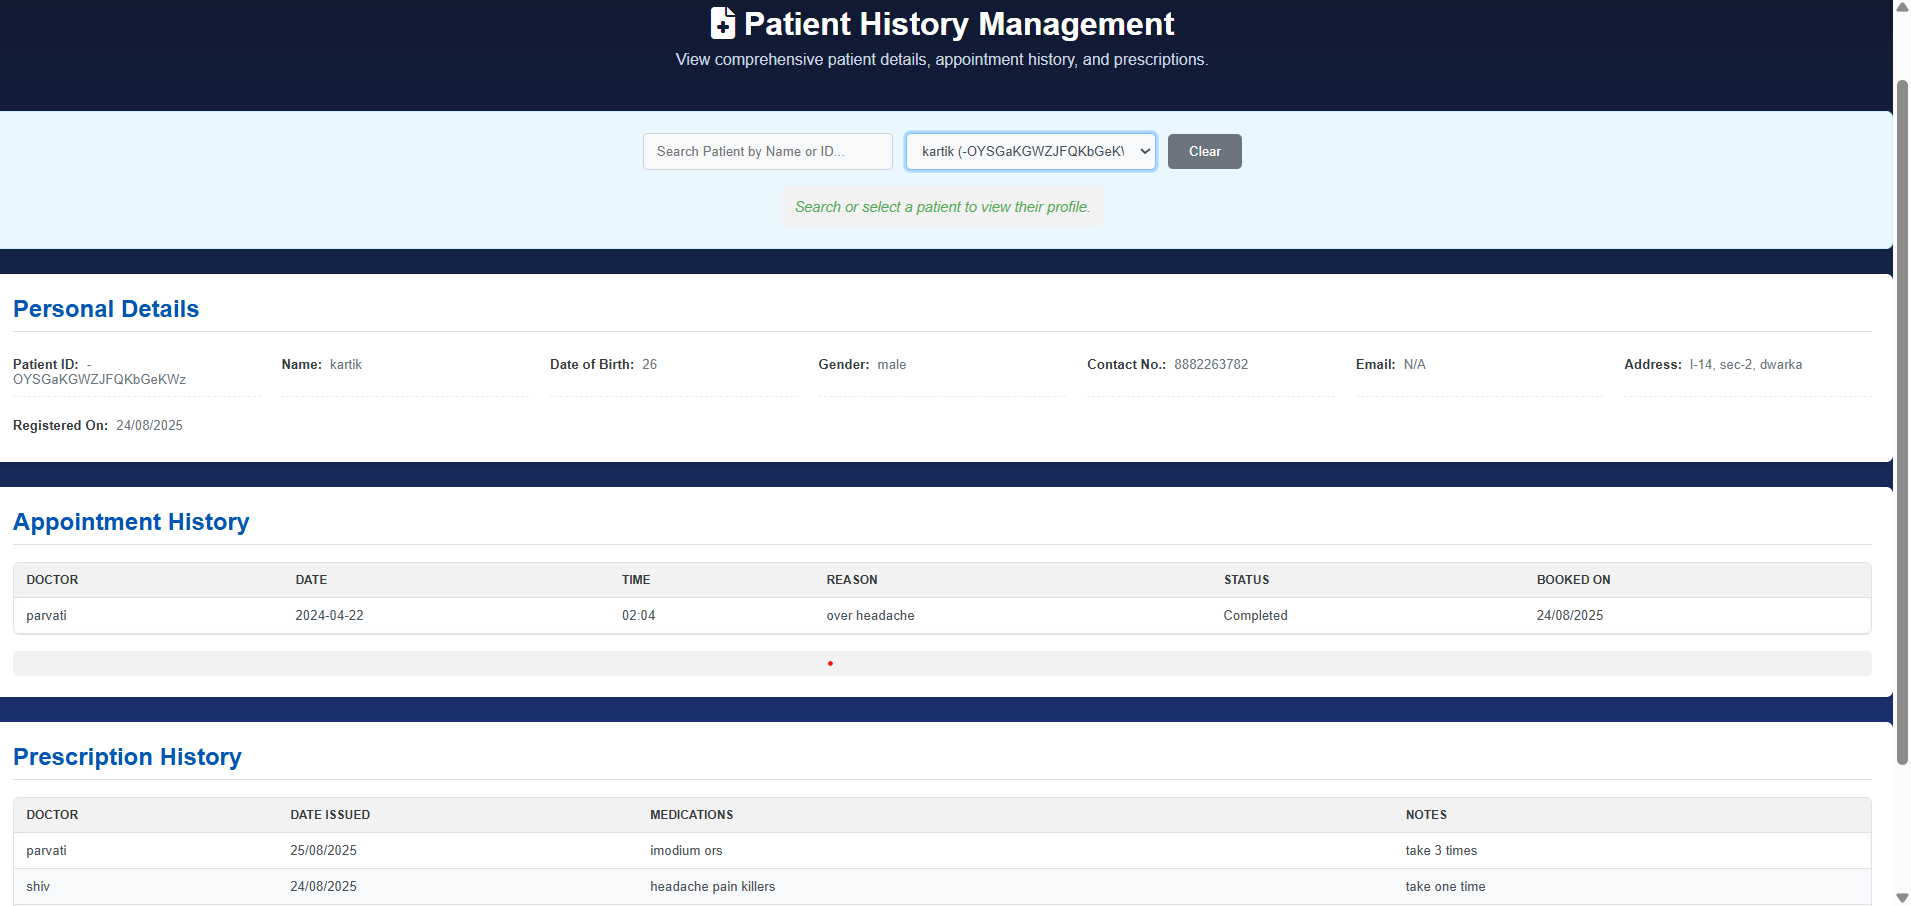 Patient History Management
View comprehensive patient details, appointment history, and prescriptions.
Search Patient by Name or ID...
kartik (-OYSGaKGWZJFQKbGeKW
Clear
Search or select a patient to view their profile.
Personal Details
Patient ID: -
OYSGaKGWZJFQKbGeKWz
Name: kartik
Date of Birth: 26
Gender: male
Contact No.: 8882263782
Email: N/A
Address: I-14, sec-2, dwarka
Registered On: 24/08/2025
Appointment History
DOCTOR DATE TIME REASON STATUS BOOKED ON
parvati 2024-04-22 02:04 over headache Completed 24/08/2025
Prescription History
DOCTOR DATE ISSUED MEDICATIONS NOTES
parvati 25/08/2025 imodium ors take 3 times
shiv 24/08/2025 headache pain killers take one time